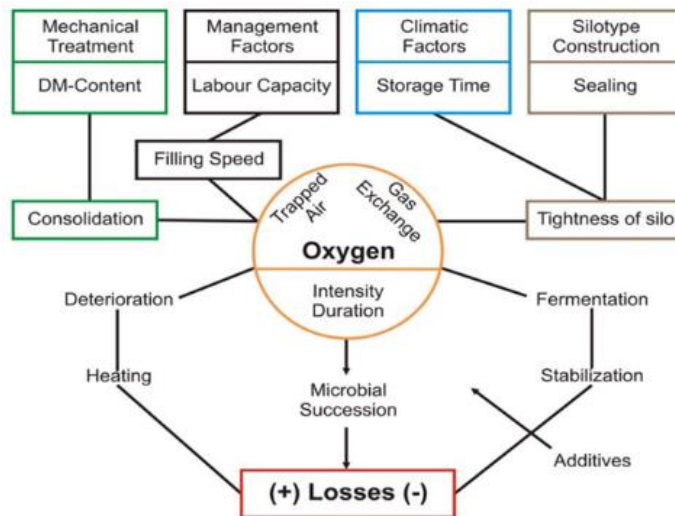 Mechanical
Treatment
DM-Content
Management
Factors
Labour Capacity
Climatic
Factors
Storage Time
Silotype
Construction
Sealing
Filling Speed
Consolidation
Trapped
Air
Gas
Exchange
Oxygen
Tightness of silo
Intensity
Duration
Deterioration
Fermentation
Heating
Microbial
Succession
Stabilization
Additives
(+) Losses (-)